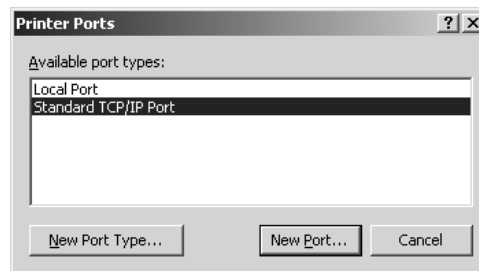 Printer Ports
Available port types:
Local Port
Standard TCP/IP Port
New Port Type...
New Port...
Cancel